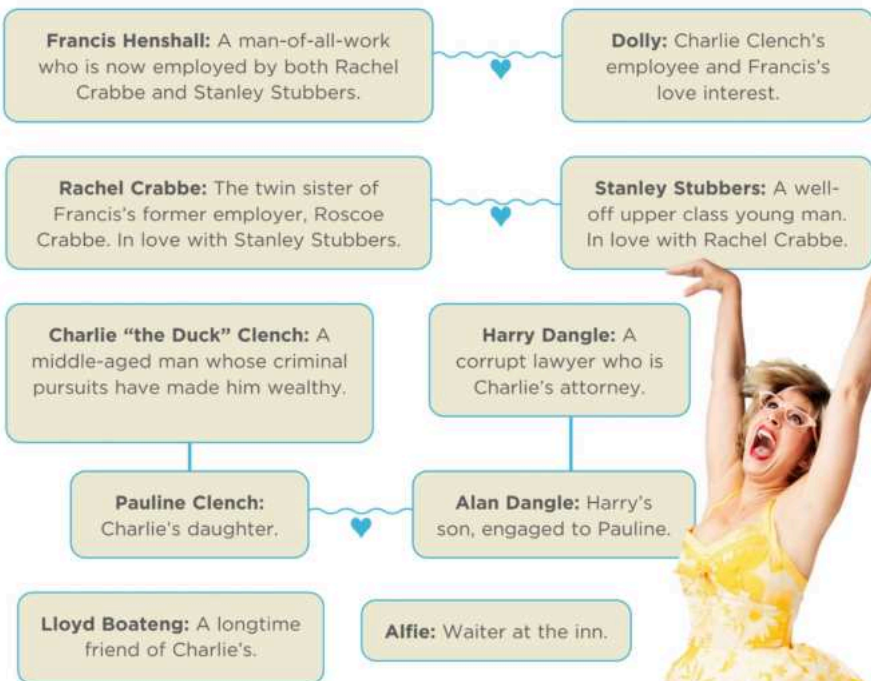 Francis Henshall: A man-of-all-work
who is now employed by both Rachel
Crabbe and Stanley Stubbers.
Dolly: Charlie Clench's
employee and Francis's
love interest.
Rachel Crabbe: The twin sister of
Francis's former employer, Roscoe
Crabbe. In love with Stanley Stubbers.
Stanley Stubbers: A well-
off upper class young man.
In love with Rachel Crabbe.
Charlie “the Duck” Clench: A
middle-aged man whose criminal
pursuits have made him wealthy.
Harry Dangle: A
corrupt lawyer who is
Charlie's attorney.
Pauline Clench:
Charlie's daughter.
Alan Dangle: Harry's
son, engaged to Pauline.
Lloyd Boateng: A longtime
friend of Charlie's.
Alfie: Waiter at the inn.